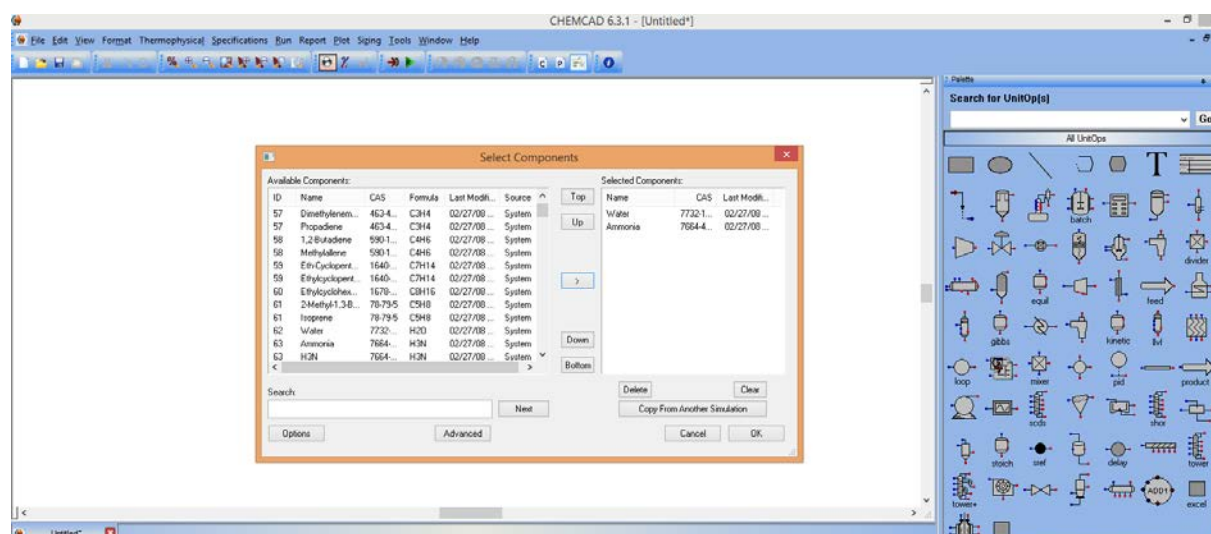 CHEMCAD 6.3.1 - [Untitled*]
File Edit View Format Thermophysical Specifications Run Report Plot Sizing Tools Window Help
Palette
Search for UnitOp(s)
Go
All UnitOps
Select Components
Available Components:
ID Name CAS Formula Last Modifi... Source
57 Dimethylenem... 463-4... C3H4 02/27/08 ... System
57 Propadiene 463-4... C3H4 02/27/08 ... System
58 1,2-Butadiene 590-1... C4H6 02/27/08 ... System
58 Methylallene 590-1... C4H6 02/27/08 ... System
59 Eth-Cyclopent... 1640-... C7H14 02/27/08 ... System
59 Ethylcyclopent... 1640-... C7H14 02/27/08 ... System
60 Ethylcyclohex... 1678-... C8H16 02/27/08 ... System
61 2-Methyl-1,3-B... 78-79-5 C5H8 02/27/08 ... System
61 Isoprene 78-79-5 C5H8 02/27/08 ... System
62 Water 7732-... H2O 02/27/08 ... System
63 Ammonia 7664-... H3N 02/27/08 ... System
63 H3N 7664-... H3N 02/27/08 ... System
Top
Up
>
Down
Bottom
Selected Components:
Name CAS Last Modifi...
Water 7732-1... 02/27/08 ...
Ammonia 7664-4... 02/27/08 ...
Search:
Next
Options
Advanced
Delete
Clear
Copy From Another Simulation
Cancel
OK
T
batch
divider
equil
feed
gibbs
kinetic
llvf
loop
mixer
pid
product
scds
shor
stoich
sref
delay
tower
tower+
ADD1
excel
C P
Untitled*